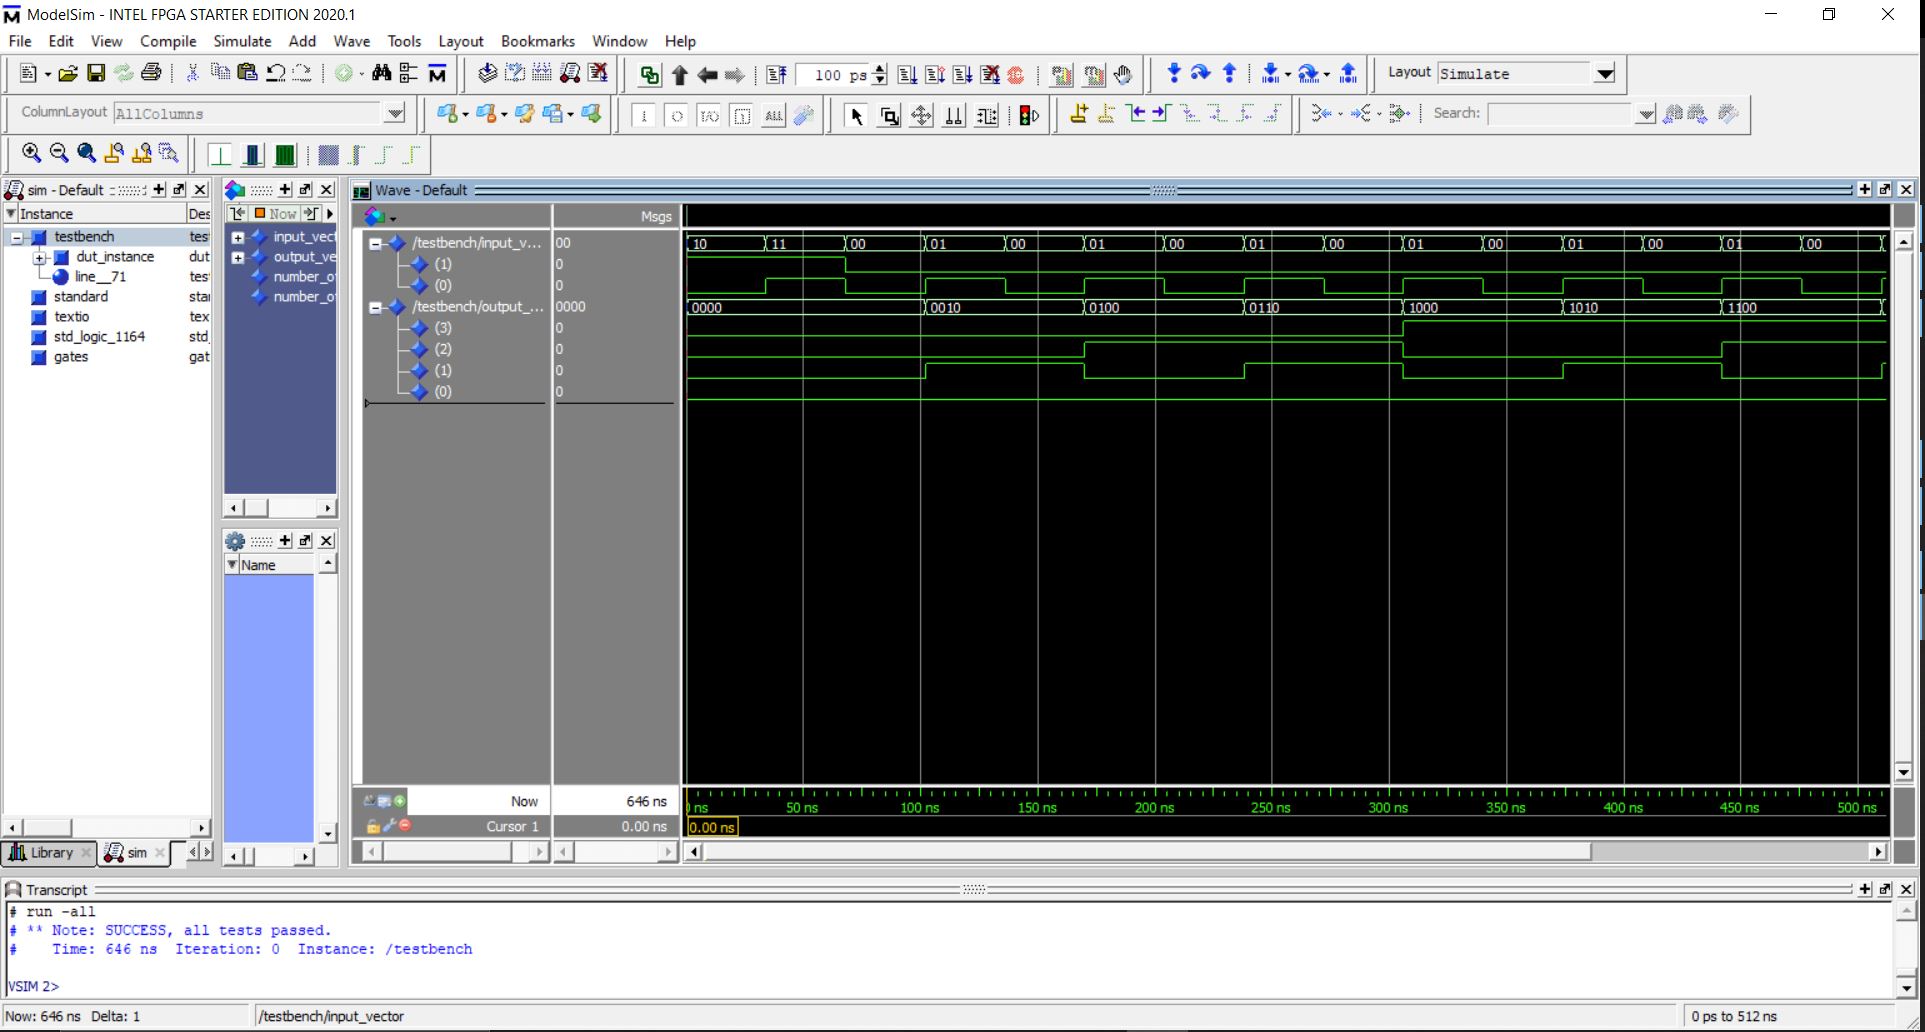 ModelSim - INTEL FPGA STARTER EDITION 2020.1
File Edit View Compile Simulate Add Wave Tools Layout Bookmarks Window Help
100 ps
Layout Simulate
ColumnLayout AllColumns
ALL
Search:
sim - Default
Now
Wave - Default
Instance
Des
testbench
tes
dut_instance
dut
line__71
tes
standard
sta
textio
tex
std_logic_1164
std_
gates
gat
input_vect
output_ve
number_o
number_o
Name
Msgs
/testbench/input_v... 00
(1) 0
(0) 0
/testbench/output_... 0000
(3) 0
(2) 0
(1) 0
(0) 0
10 11 00 01 00 01 00 01 00 01 00 01 00 01 00
0000 0010 0100 0110 1000 1010 1100
Now 646 ns
Cursor 1 0.00 ns
ns 50 ns 100 ns 150 ns 200 ns 250 ns 300 ns 350 ns 400 ns 450 ns 500 ns
0.00 ns
Library sim
Transcript
# run -all
# ** Note: SUCCESS, all tests passed.
# Time: 646 ns Iteration: 0 Instance: /testbench
VSIM 2>
Now: 646 ns Delta: 1
/testbench/input_vector
0 ps to 512 ns